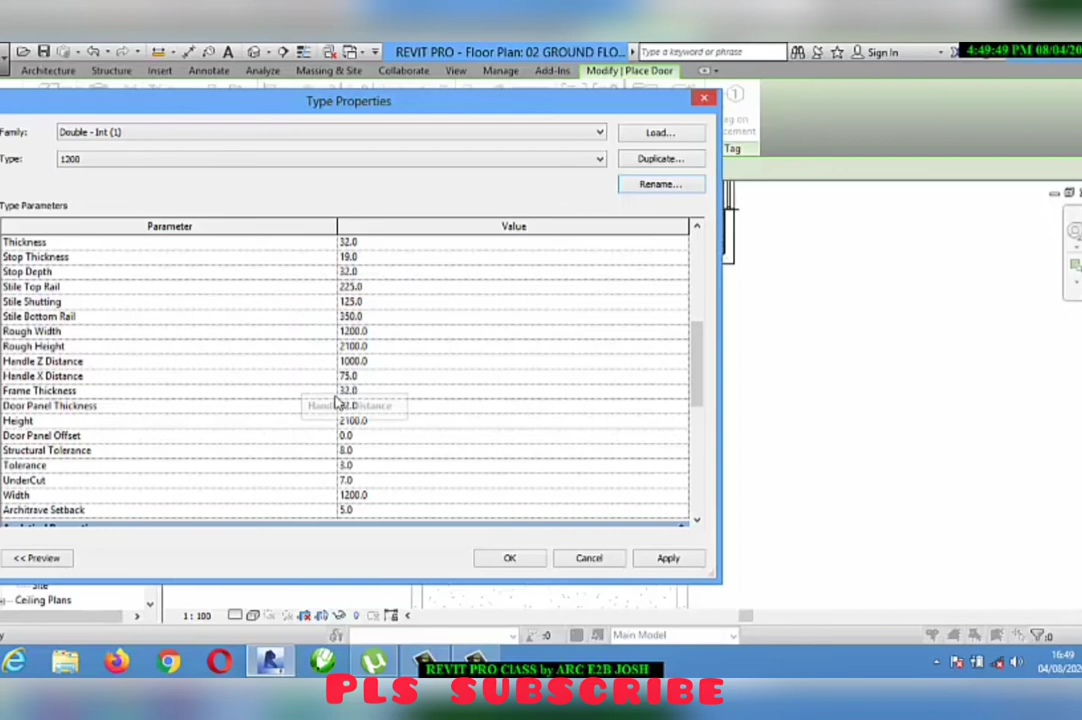 REVIT PRO - Floor Plan: 02 GROUND FLO... Type a keyword or phrase Sign In 4:49:49 PM 08/04/20
Architecture Structure Insert Annotate Analyze Massing & Site Collaborate View Manage Add-Ins Modify | Place Door
Type Properties
Family: Double - Int (1) Load...
Type: 1200 Duplicate...
Rename...
Tag
Type Parameters
Parameter Value
Thickness 32.0
Stop Thickness 19.0
Stop Depth 32.0
Stile Top Rail 225.0
Stile Shutting 125.0
Stile Bottom Rail 350.0
Rough Width 1200.0
Rough Height 2100.0
Handle Z Distance 1000.0
Handle X Distance 75.0
Frame Thickness 32.0
Door Panel Thickness
Height 2100.0
Door Panel Offset 0.0
Structural Tolerance 8.0
Tolerance 3.0
UnderCut 7.0
Width 1200.0
Architrave Setback 5.0
<< Preview OK Cancel Apply
Ceiling Plans
1 : 100
:0 Main Model :0
16:49
REVIT PRO ClASS by ARC E2B JOSH
04/08/20
Pls subscribe